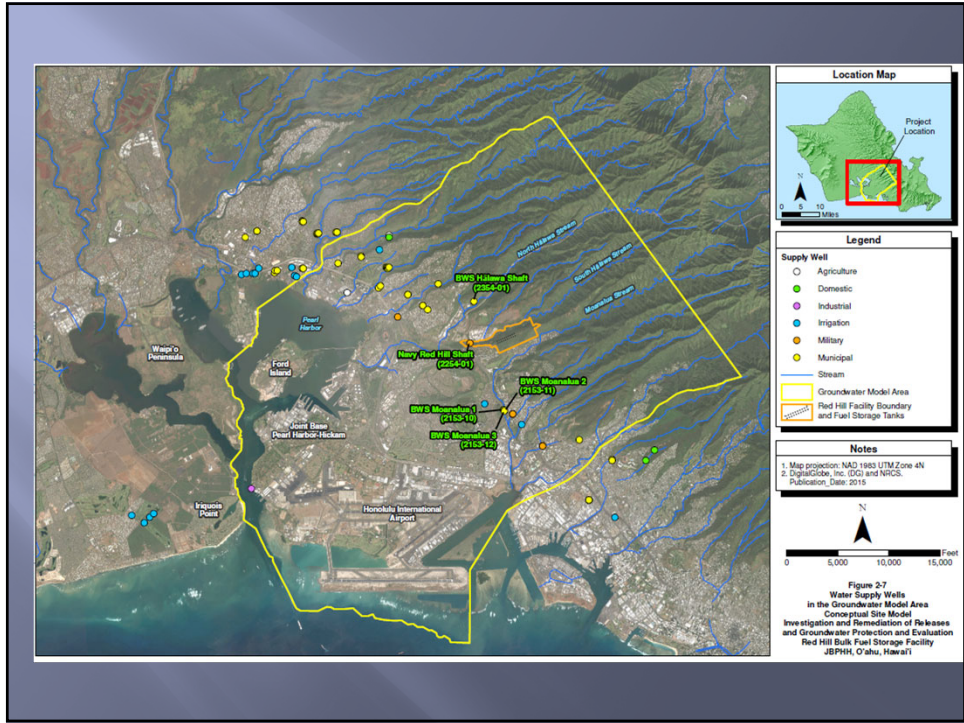 North Hālawa Stream
South Hālawa Stream
Moanalua Stream
BWS Hālawa Shaft
(2354-01)
Pearl
Harbor
Waipi'o
Peninsula
Ford
Island
Navy Red Hill Shaft
(2254-01)
BWS Moanalua 2
(2153-11)
BWS Moanalua 1
(2153-10)
BWS Moanalua 3
(2153-12)
Joint Base
Pearl Harbor-Hickam
Iriquois
Point
Honolulu International
Airport
Location Map
Project
Location
N
0 5 10
Miles
Legend
Supply Well
Agriculture
Domestic
Industrial
Irrigation
Military
Municipal
Stream
Groundwater Model Area
Red Hill Facility Boundary
and Fuel Storage Tanks
Notes
1. Map projection: NAD 1983 UTM Zone 4N
2. DigitalGlobe, Inc. (DG) and NRCS.
Publication_Date: 2015
N
Feet
0 5,000 10,000 15,000
Figure 2-7
Water Supply Wells
in the Groundwater Model Area
Conceptual Site Model
Investigation and Remediation of Releases
and Groundwater Protection and Evaluation
Red Hill Bulk Fuel Storage Facility
JBPHH, O'ahu, Hawai'i